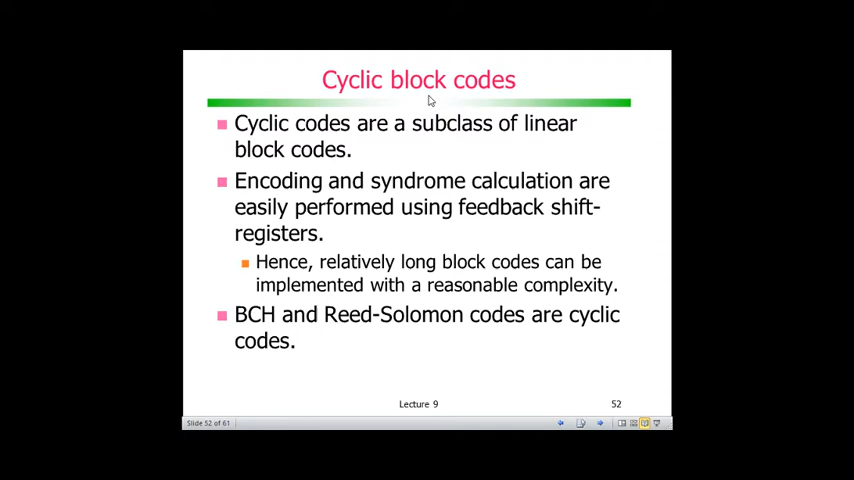 Cyclic block codes
Cyclic codes are a subclass of linear
block codes.
Encoding and syndrome calculation are
easily performed using feedback shift-
registers.
Hence, relatively long block codes can be
implemented with a reasonable complexity.
BCH and Reed-Solomon codes are cyclic
codes.
Lecture 9
52
Slide 52 of 61